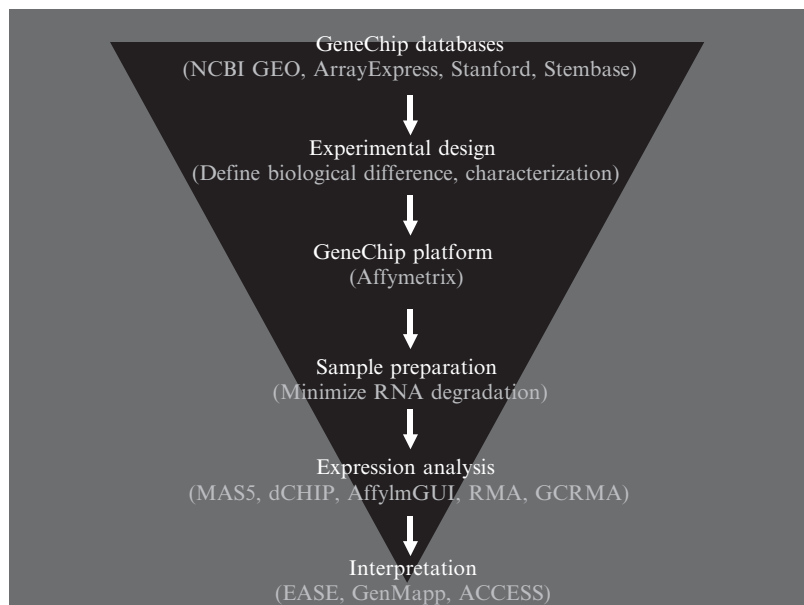 GeneChip databases
(NCBI GEO, ArrayExpress, Stanford, Stembase)
Experimental design
(Define biological difference, characterization)
GeneChip platform
(Affymetrix)
Sample preparation
(Minimize RNA degradation)
Expression analysis
(MAS5, dCHIP, AffylmGUI, RMA, GCRMA)
Interpretation
(EASE, GenMapp, ACCESS)